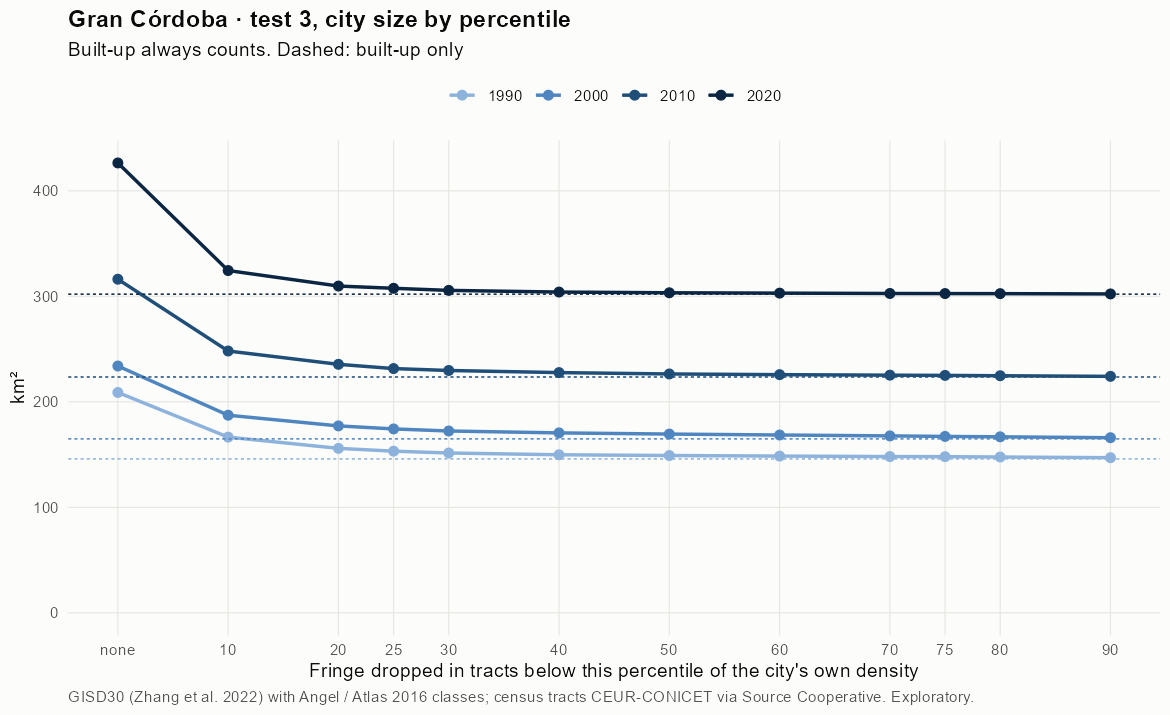 Gran Córdoba · test 3, city size by percentile
Built-up always counts. Dashed: built-up only
1990 2000 2010 2020
400
300
200
100
0
km²
none 10 20 25 30 40 50 60 70 75 80 90
Fringe dropped in tracts below this percentile of the city's own density
GISD30 (Zhang et al. 2022) with Angel / Atlas 2016 classes; census tracts CEUR-CONICET via Source Cooperative. Exploratory.